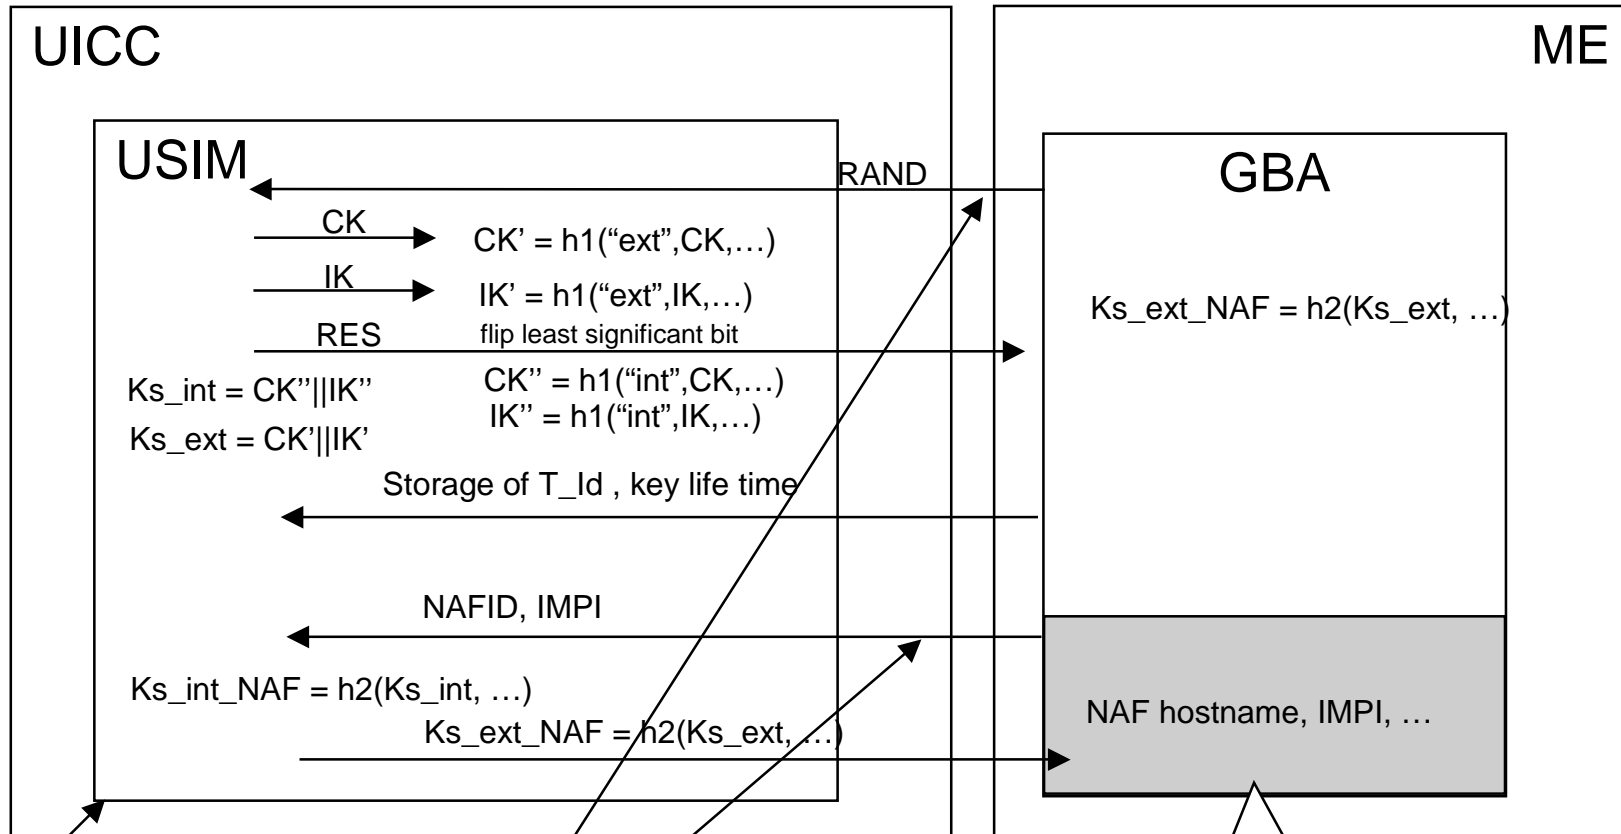 UICC
ME
USIM
GBA
RAND
CK
CK’ = h1(“ext”,CK,…)
IK
IK’ = h1(“ext”,IK,…)
Ks_ext_NAF = h2(Ks_ext, …)
RES
flip least significant bit
Ks_int = CK’’||IK’’
CK’’ = h1(“int”,CK,…)
IK’’ = h1(“int”,IK,…)
Ks_ext = CK’||IK’
Storage of T_Id , key life time
NAFID, IMPI
Ks_int_NAF = h2(Ks_int, …)
NAF hostname, IMPI, …
Ks_ext_NAF = h2(Ks_ext, …)